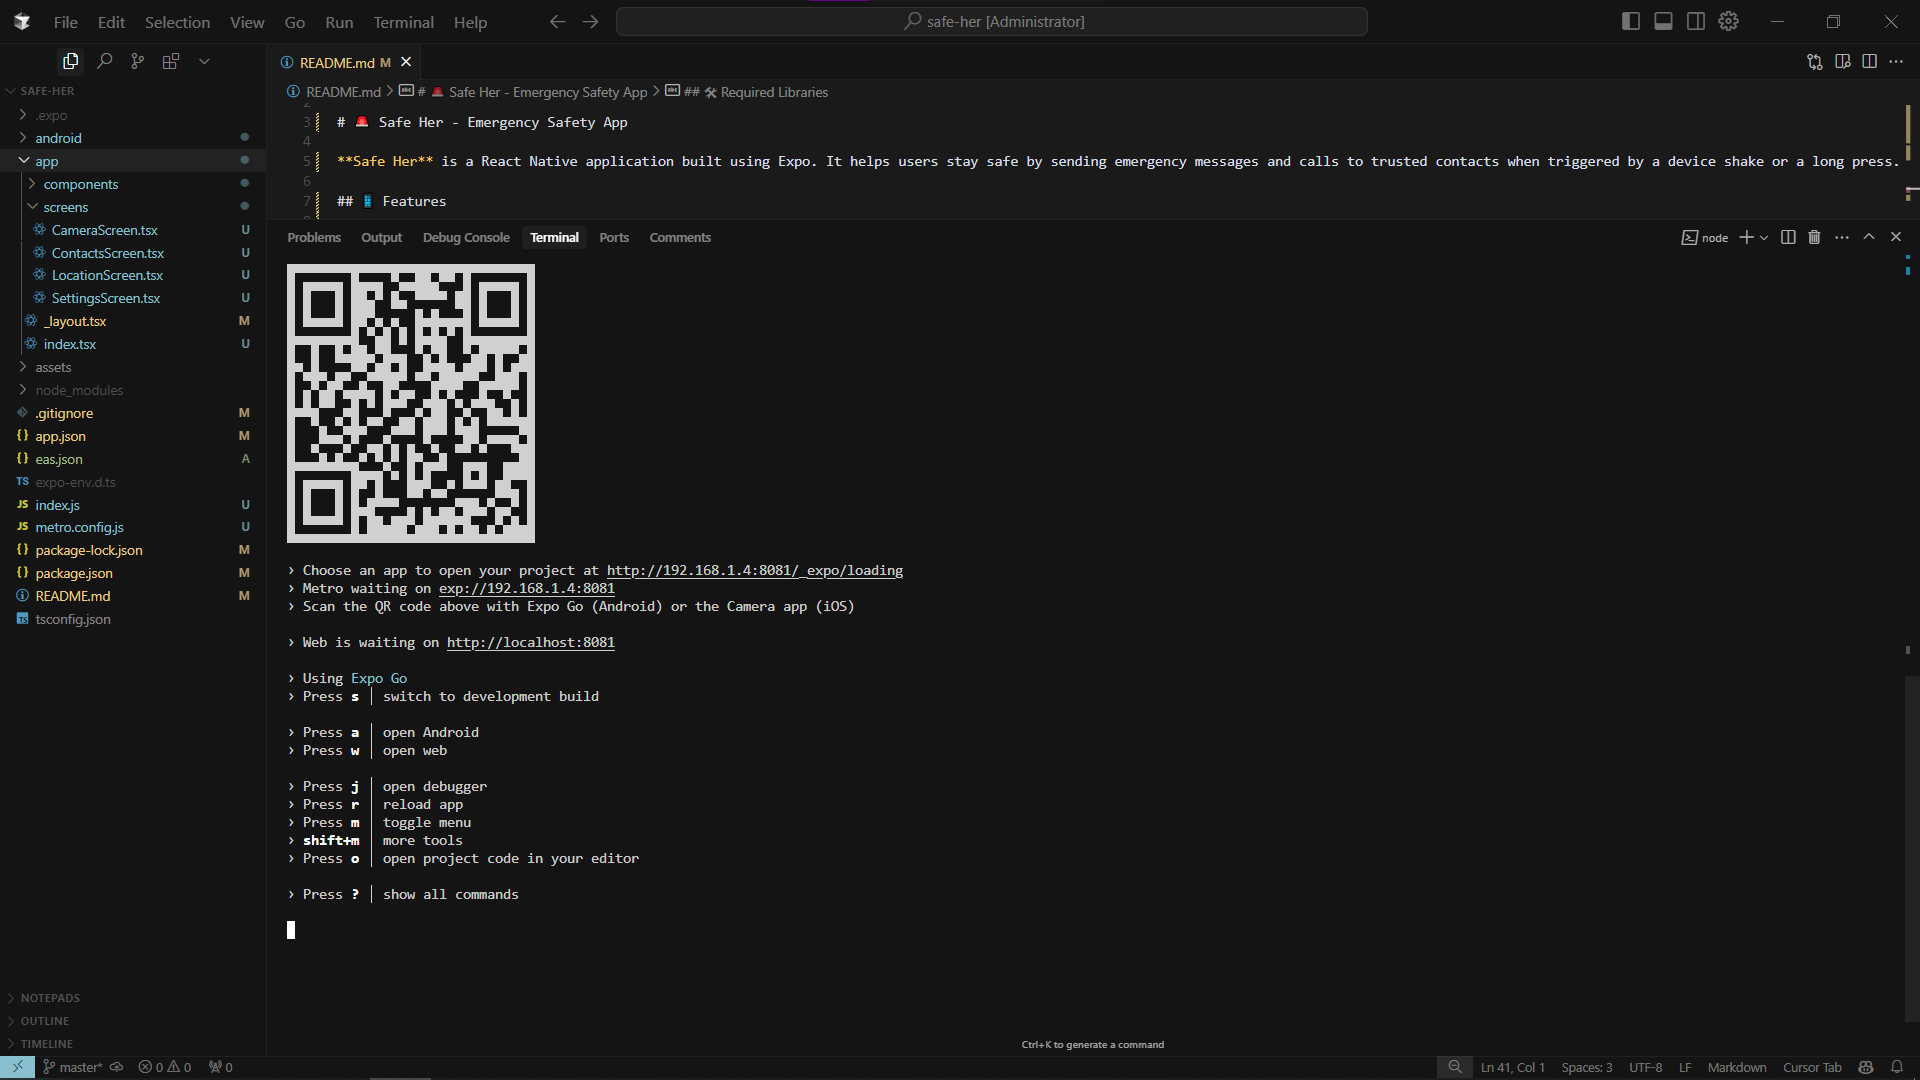 File Edit Selection View Go Run Terminal Help
safe-her [Administrator]
SAFE-HER
.expo
android
app
components
screens
CameraScreen.tsx U
ContactsScreen.tsx U
LocationScreen.tsx U
SettingsScreen.tsx U
_layout.tsx M
index.tsx U
assets
node_modules
.gitignore M
app.json M
eas.json A
TS expo-env.d.ts
JS index.js U
JS metro.config.js U
package-lock.json M
package.json M
README.md M
tsconfig.json
NOTEPADS
OUTLINE
TIMELINE
README.md M
README.md > # 🚨 Safe Her - Emergency Safety App > ## 🛠 Required Libraries
2
3 # 🚨 Safe Her - Emergency Safety App
4
5 **Safe Her** is a React Native application built using Expo. It helps users stay safe by sending emergency messages and calls to trusted contacts when triggered by a device shake or a long press.
6
7 ## 📱 Features
Problems Output Debug Console Terminal Ports Comments
node
› Choose an app to open your project at http://192.168.1.4:8081/_expo/loading
› Metro waiting on exp://192.168.1.4:8081
› Scan the QR code above with Expo Go (Android) or the Camera app (iOS)
› Web is waiting on http://localhost:8081
› Using Expo Go
› Press s │ switch to development build
› Press a │ open Android
› Press w │ open web
› Press j │ open debugger
› Press r │ reload app
› Press m │ toggle menu
› shift+m │ more tools
› Press o │ open project code in your editor
› Press ? │ show all commands
Ctrl+K to generate a command
master* 0 0 0 Ln 41, Col 1 Spaces: 3 UTF-8 LF Markdown Cursor Tab